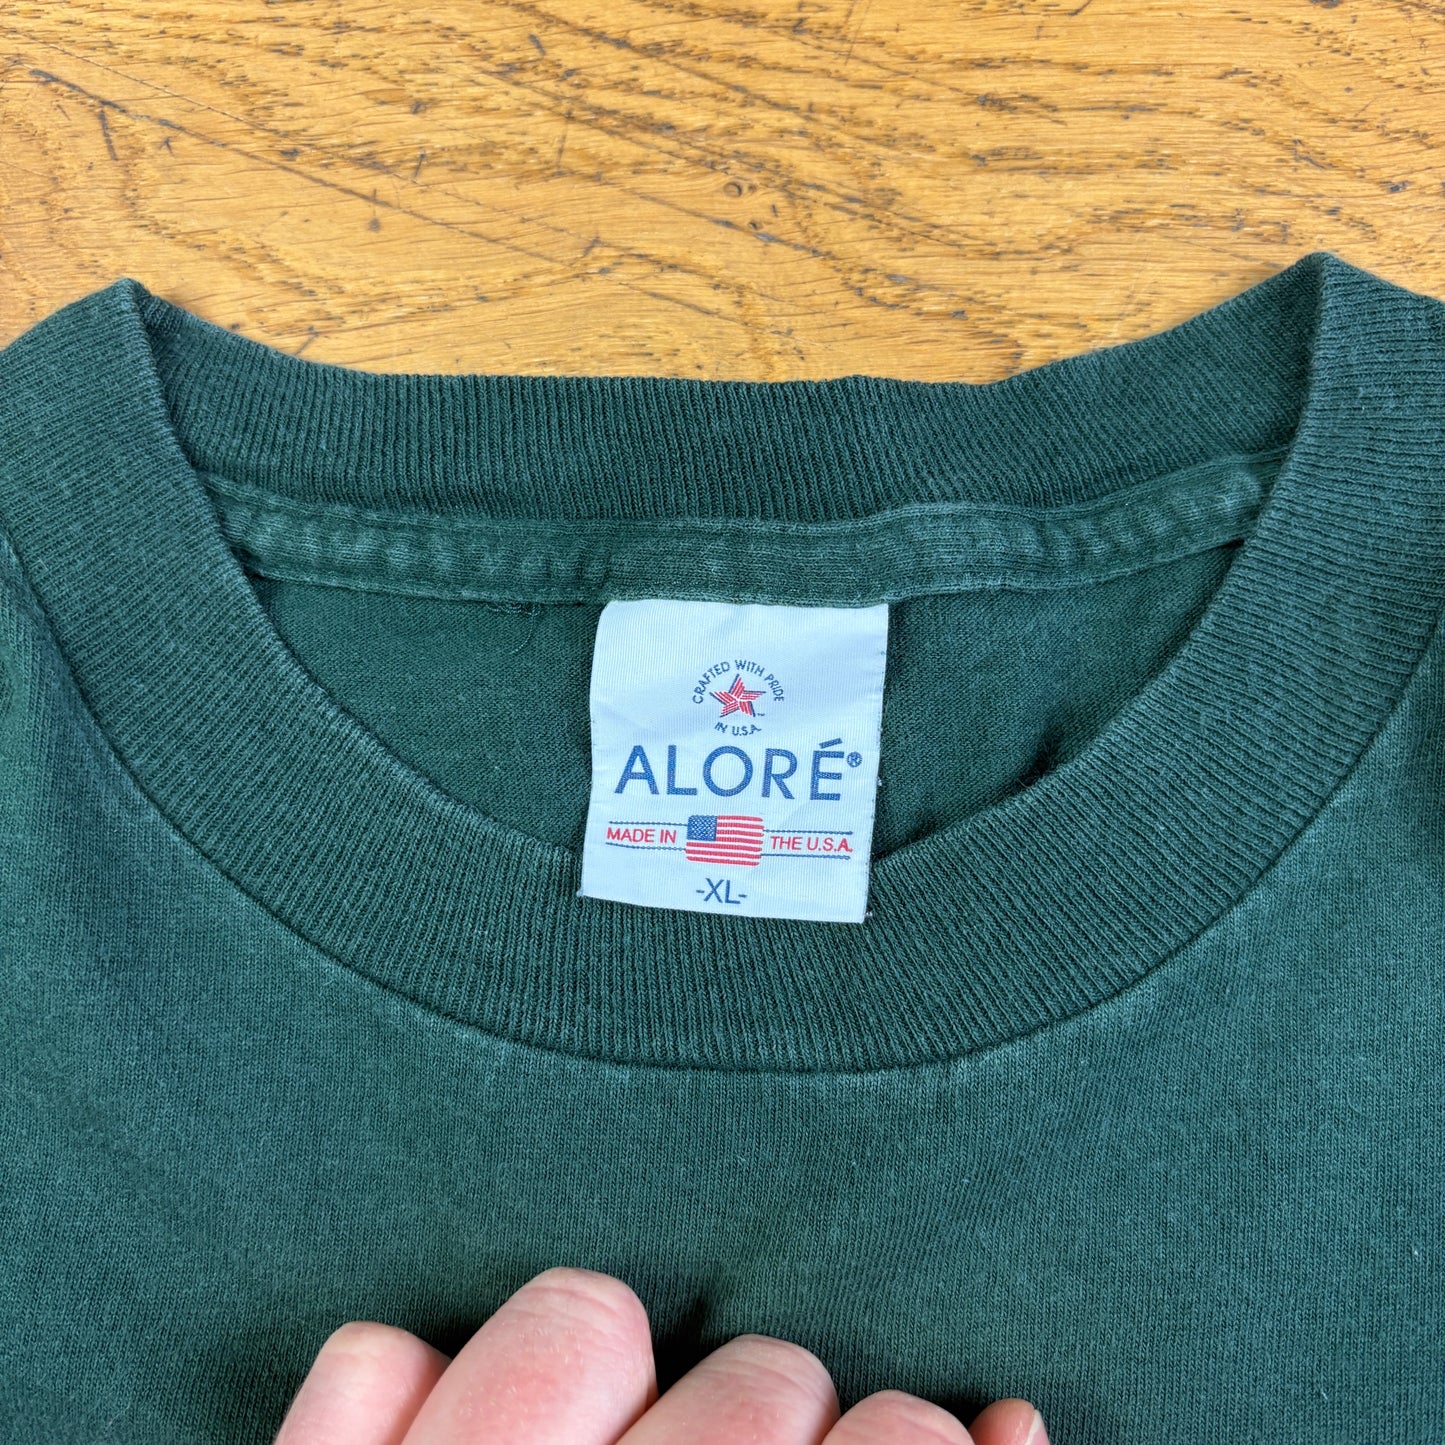 CRAFTED WITH PRIDE
IN U.S.A.
ALORÉ®
MADE IN THE U.S.A.
-XL-